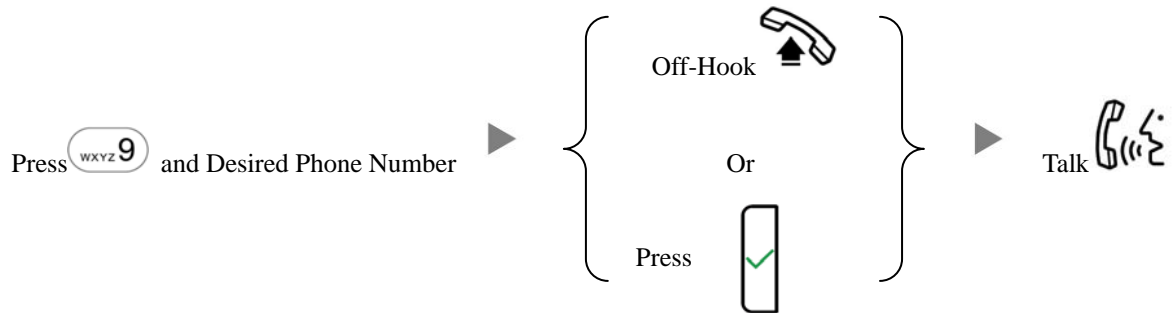 Off-Hook
Press WXYZ 9 and Desired Phone Number
Or
Talk
Press